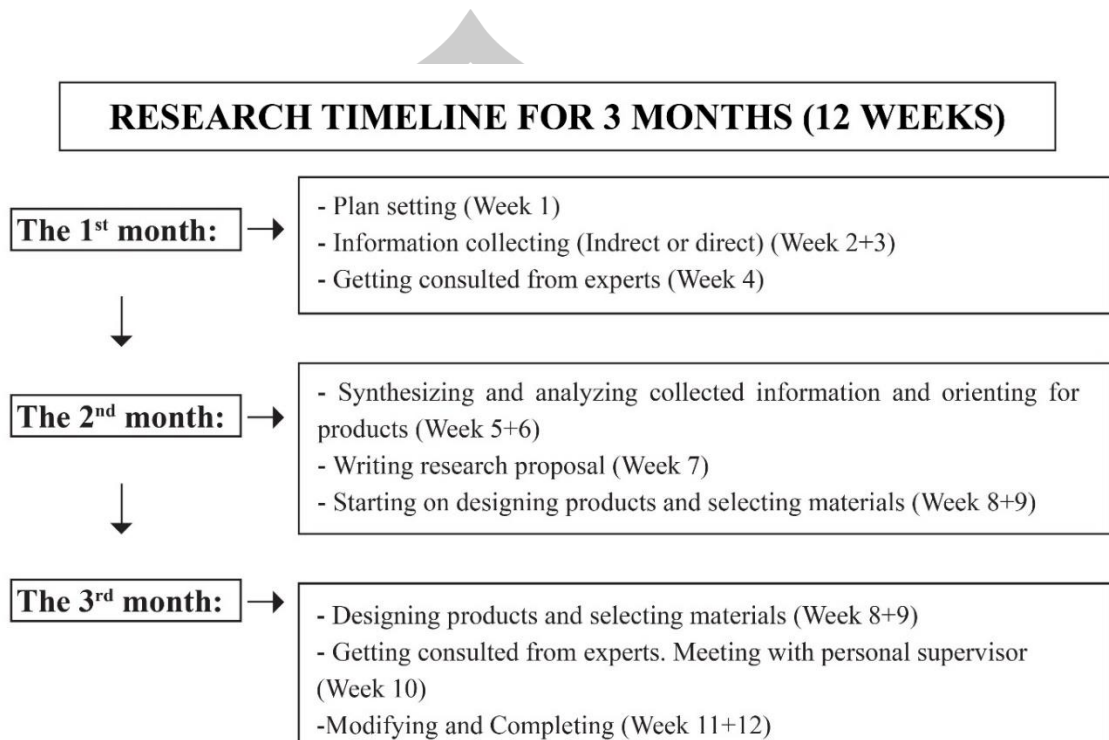 RESEARCH TIMELINE FOR 3 MONTHS (12 WEEKS)
The 1st month:
- Plan setting (Week 1)
- Information collecting (Indrect or direct) (Week 2+3)
- Getting consulted from experts (Week 4)
The 2nd month:
- Synthesizing and analyzing collected information and orienting for
products (Week 5+6)
- Writing research proposal (Week 7)
- Starting on designing products and selecting materials (Week 8+9)
The 3rd month:
- Designing products and selecting materials (Week 8+9)
- Getting consulted from experts. Meeting with personal supervisor
(Week 10)
-Modifying and Completing (Week 11+12)